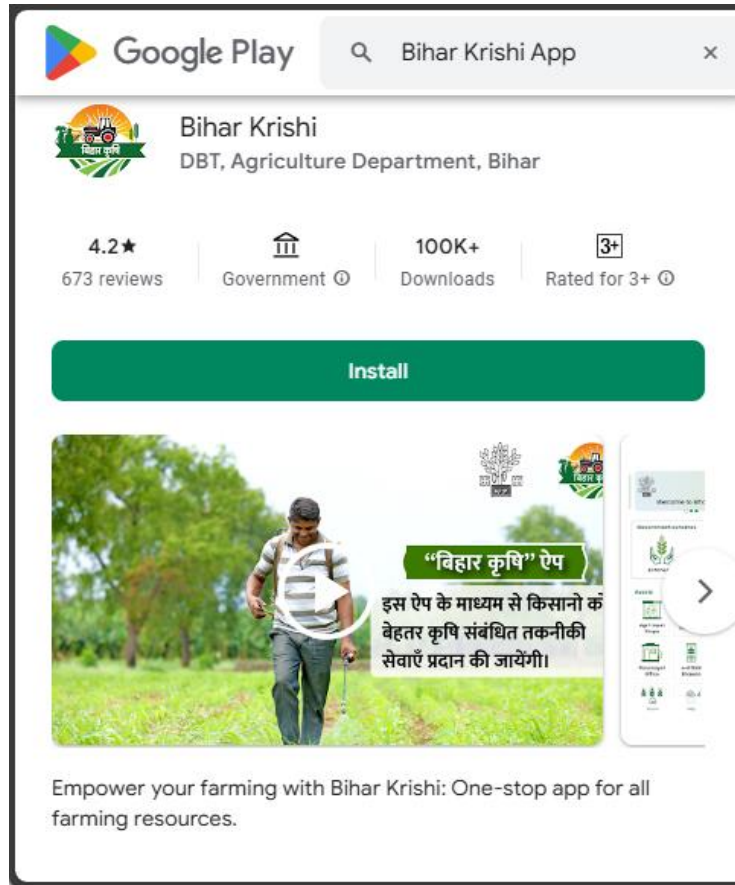 Google Play
Bihar Krishi App
बिहार कृषि
Bihar Krishi
DBT, Agriculture Department, Bihar
4.2★
673 reviews
Government
100K+
Downloads
3+
Rated for 3+
Install
“बिहार कृषि” ऐप
इस ऐप के माध्यम से किसानो को
बेहतर कृषि संबंधित तकनीकी
सेवाएँ प्रदान की जायेंगी।
Empower your farming with Bihar Krishi: One-stop app for all
farming resources.